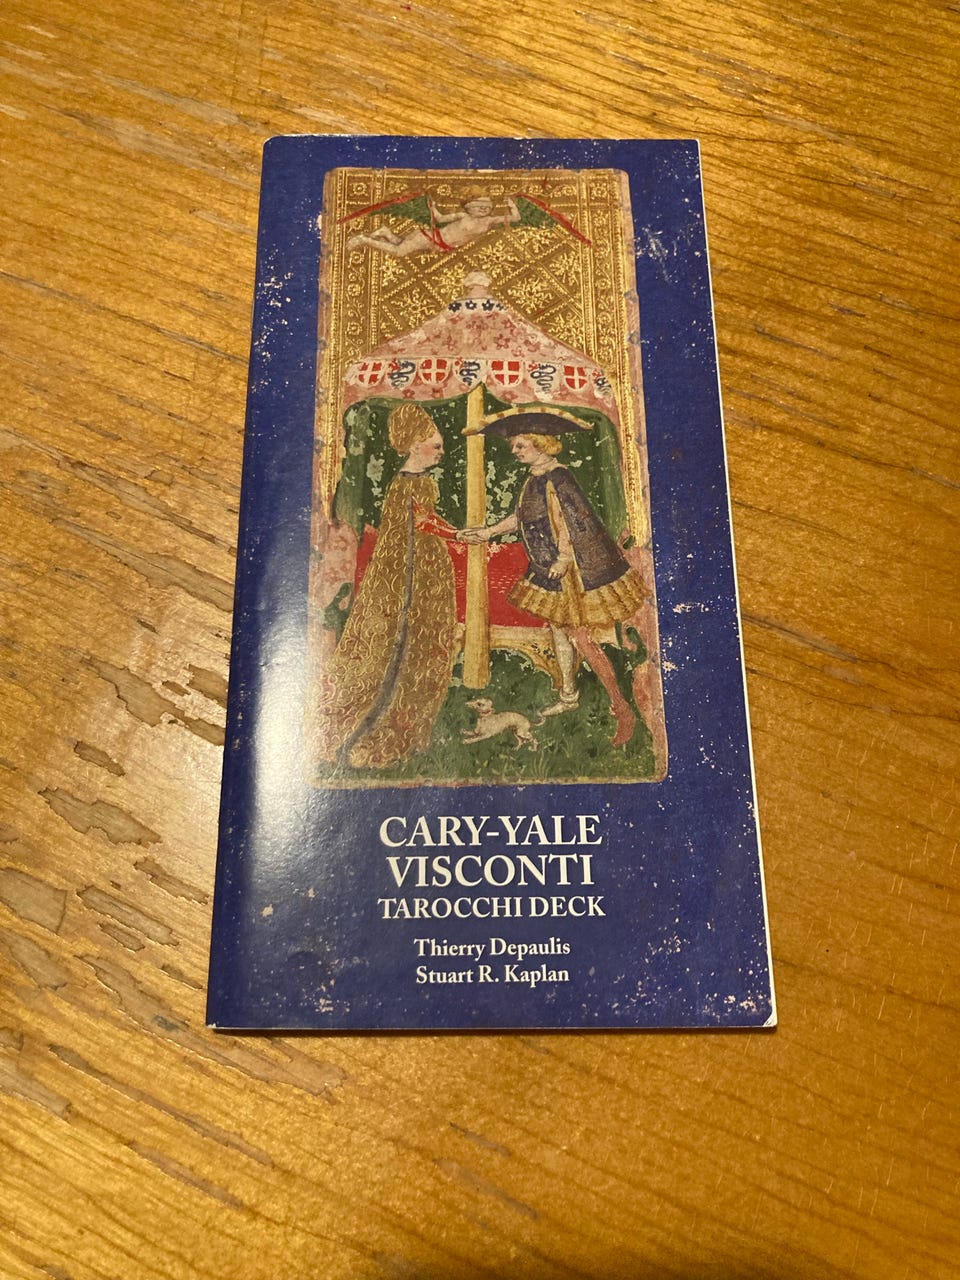 CARY-YALE
VISCONTI
TAROCCHI DECK
Thierry Depaulis
Stuart R. Kaplan